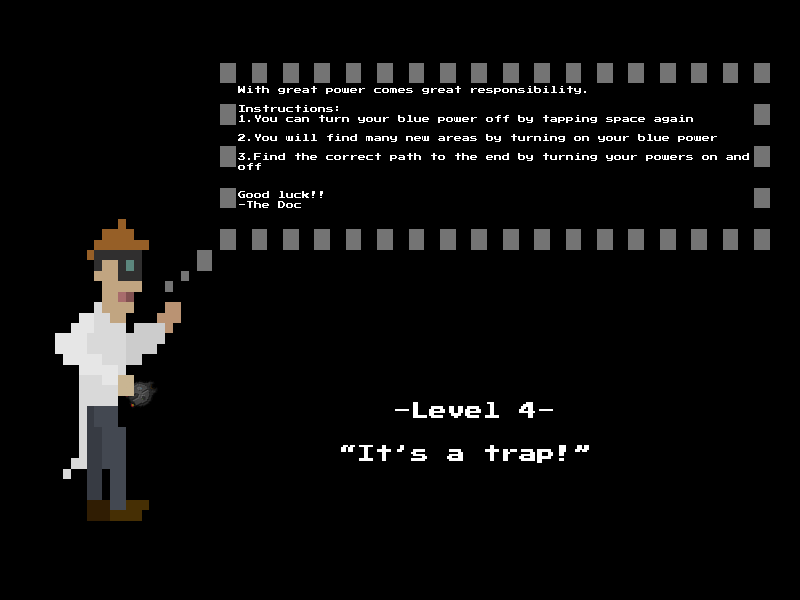 With great power comes great responsibility.
Instructions:
1.You can turn your blue power off by tapping space again
2.You will find many new areas by turning on your blue power
3.Find the correct path to the end by turning your powers on and
off
Good luck!!
-The Doc
-Level 4-
“It’s a trap!”